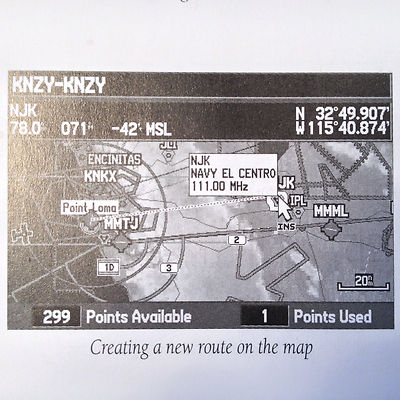 KNZY-KNZY
NJK
78.0 071° -42' MSL
N 32°49.907'
W 115°40.874'
JLI
ENCINITAS
KNKX
NJK
NAVY EL CENTRO
111.00 MHz
JK
IPL
Point-Loma
MMTJ
MMML
INS
2
1D
3
20
299 Points Available
1 Points Used
Creating a new route on the map